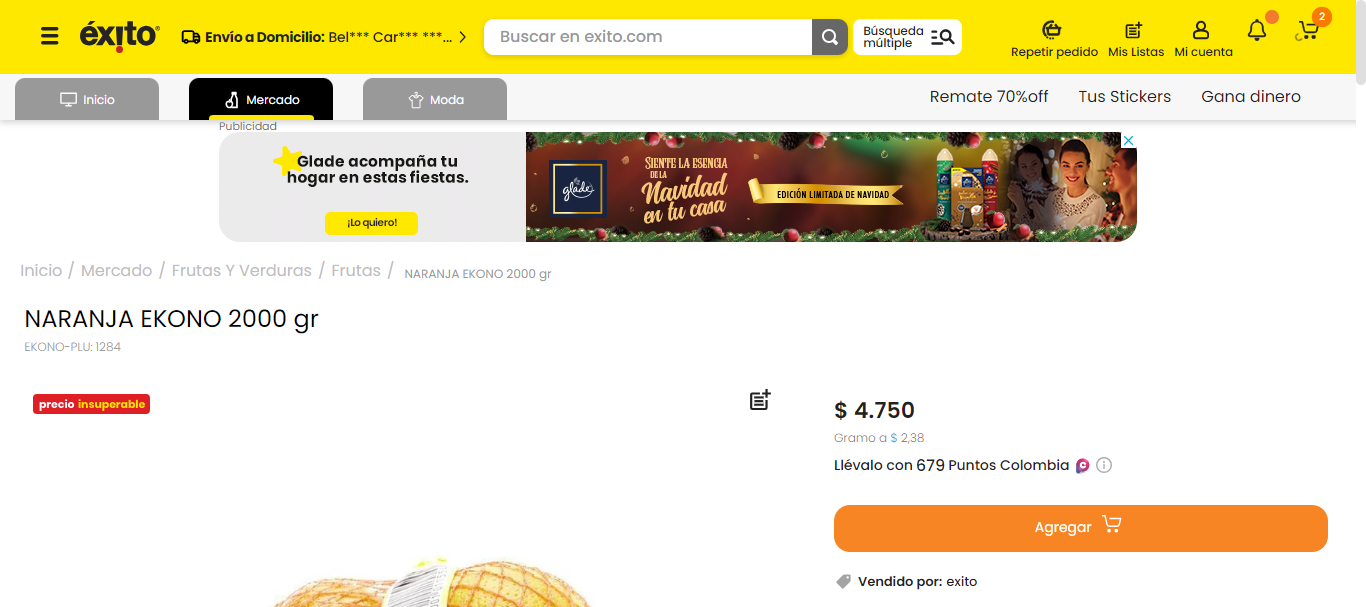 éxito
Envío a Domicilio: Bel*** Car*** ***...
Buscar en exito.com
Búsqueda
múltiple
Repetir pedido
Mis Listas
Mi cuenta
2
Inicio
Mercado
Moda
Remate 70%off
Tus Stickers
Gana dinero
Publicidad
Glade acompaña tu
hogar en estas fiestas.
¡Lo quiero!
glade
SIENTE LA ESENCIA
DE LA
Navidad
en tu casa
EDICIÓN LIMITADA DE NAVIDAD
Inicio / Mercado / Frutas Y Verduras / Frutas / NARANJA EKONO 2000 gr
NARANJA EKONO 2000 gr
EKONO-PLU: 1284
precio insuperable
$ 4.750
Gramo a $ 2,38
Llévalo con 679 Puntos Colombia
Agregar
Vendido por: exito